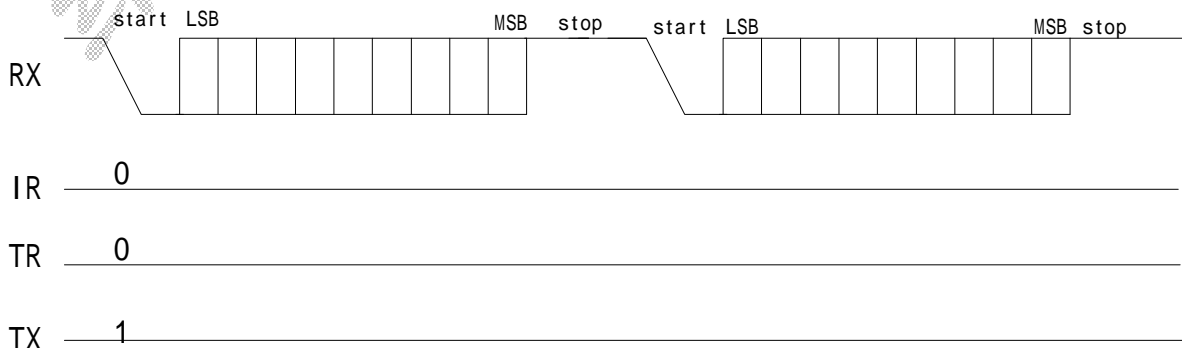 start LSB MSB stop start LSB MSB stop
RX
IR 0
TR 0
TX 1